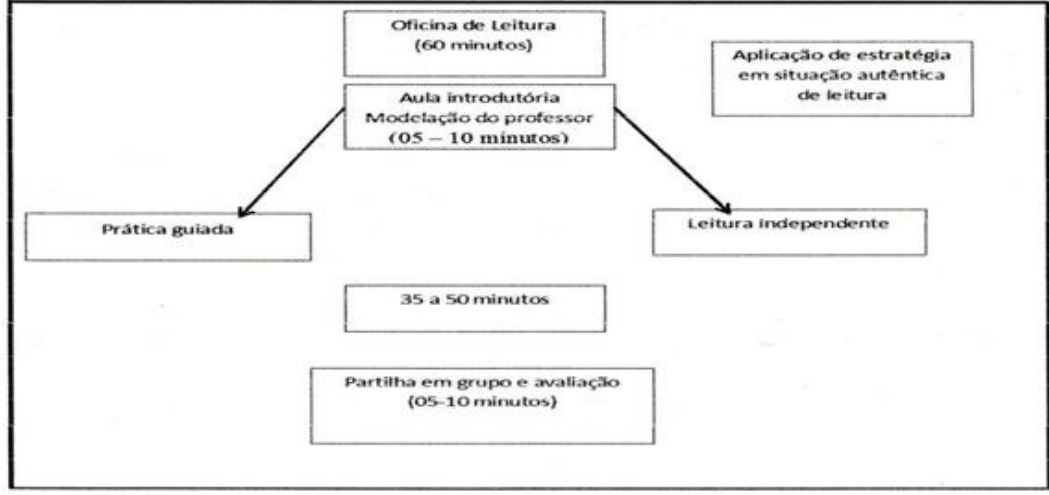 Oficina de Leitura
(60 minutos)
Aplicação de estratégia
em situação autêntica
de leitura
Aula introdutória
Modelação do professor
(05 – 10 minutos)
Prática guiada
Leitura independente
35 a 50 minutos
Partilha em grupo e avaliação
(05-10 minutos)